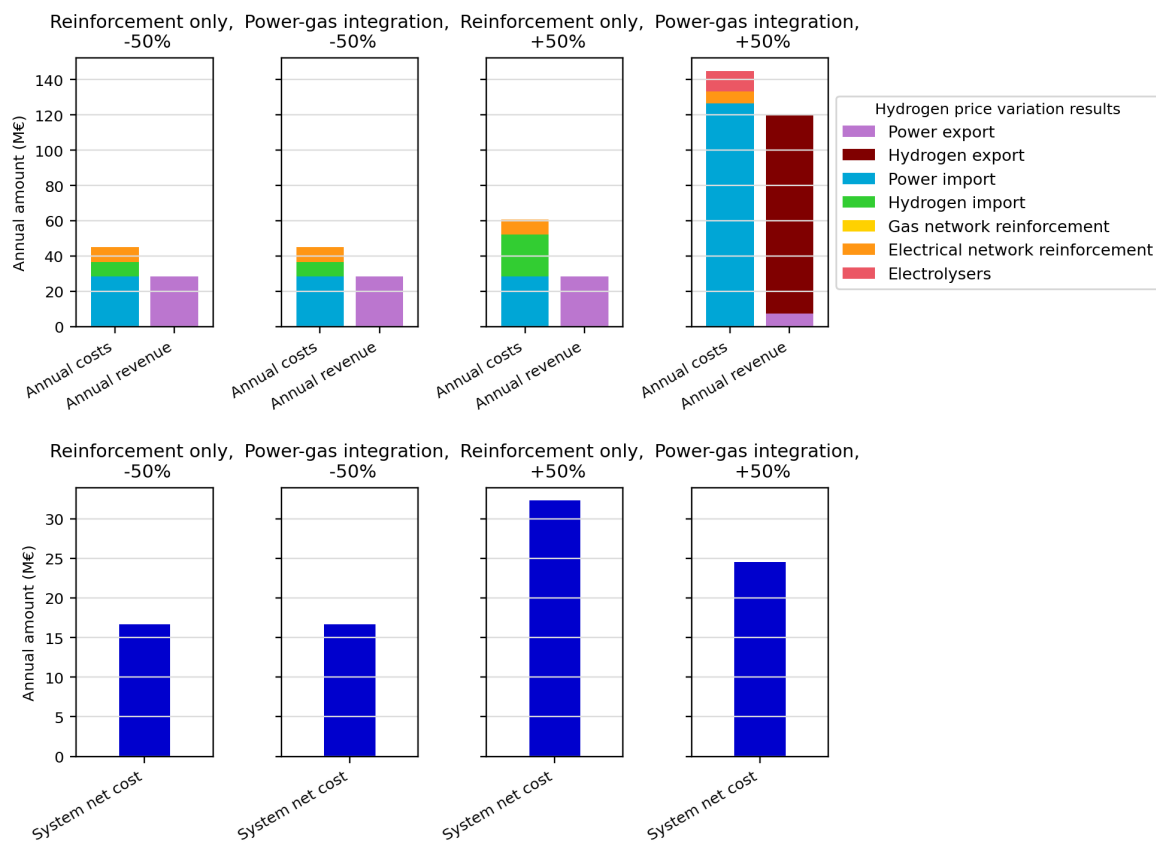 Reinforcement only,
-50%
Power-gas integration,
-50%
Reinforcement only,
+50%
Power-gas integration,
+50%
Annual amount (M€)
140
120
100
80
60
40
20
0
Annual costs
Annual revenue
Annual costs
Annual revenue
Annual costs
Annual revenue
Annual costs
Annual revenue
Hydrogen price variation results
Power export
Hydrogen export
Power import
Hydrogen import
Gas network reinforcement
Electrical network reinforcement
Electrolysers
Reinforcement only,
-50%
Power-gas integration,
-50%
Reinforcement only,
+50%
Power-gas integration,
+50%
Annual amount (M€)
30
25
20
15
10
5
0
System net cost
System net cost
System net cost
System net cost